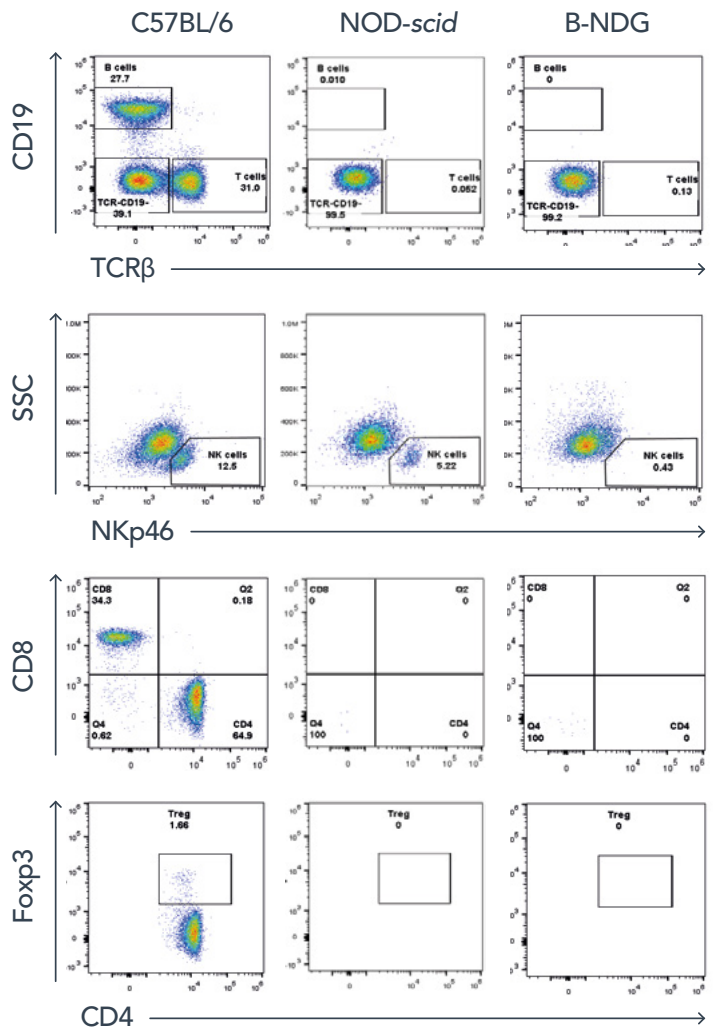 C57BL/6 NOD-scid B-NDG
CD19
B cells
27.7
T cells
31.0
TCR-CD19-
39.1
B cells
0.010
T cells
0.052
TCR-CD19-
99.5
B cells
0
T cells
0.13
TCR-CD19-
99.2
TCRβ
SSC
NK cells
12.5
NK cells
5.22
NK cells
0.43
NKp46
CD8
CD8
34.3
Q2
0.18
Q4
0.62
CD4
64.9
CD8
0
Q2
0
Q4
100
CD4
0
CD8
0
Q2
0
Q4
100
CD4
0
Foxp3
Treg
1.66
Treg
0
Treg
0
CD4